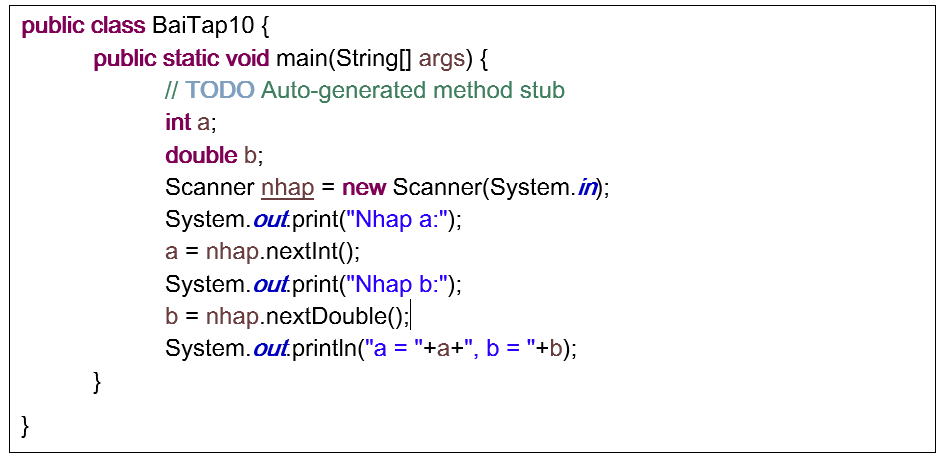 public class BaiTap10 {
public static void main(String[] args) {
// TODO Auto-generated method stub
int a;
double b;
Scanner nhap = new Scanner(System.in);
System.out.print("Nhap a:");
a = nhap.nextInt();
System.out.print("Nhap b:");
b = nhap.nextDouble();
System.out.println("a = "+a+", b = "+b);
}
}